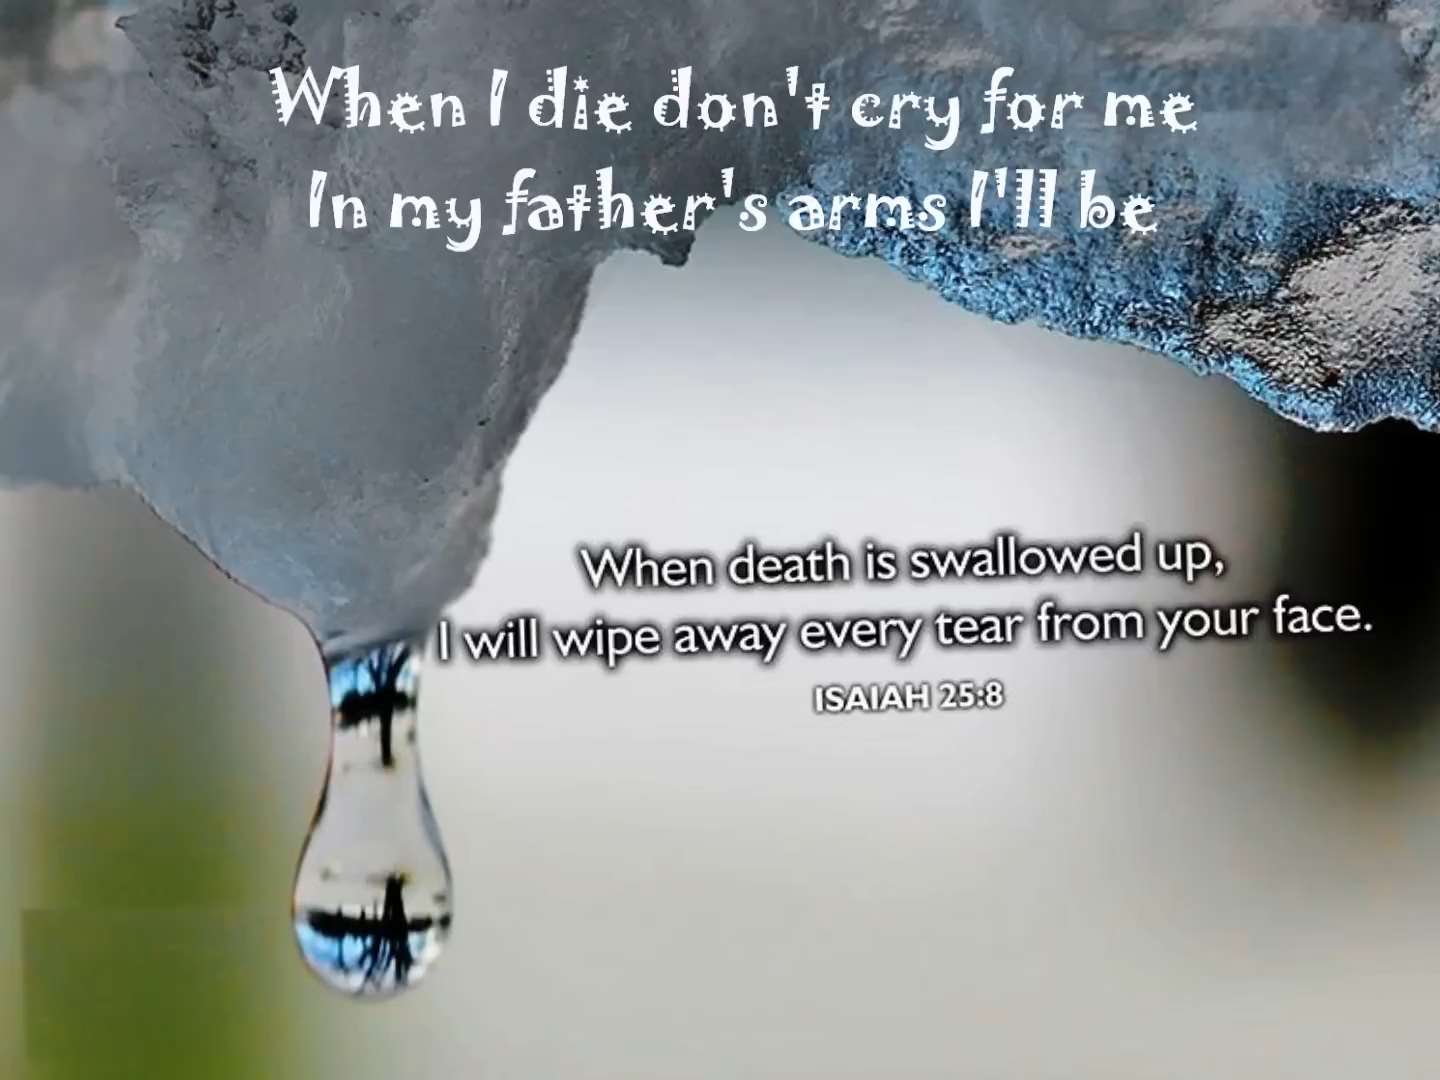 When I die don't cry for me
In my father's arms I'll be
When death is swallowed up,
I will wipe away every tear from your face.
ISAIAH 25:8